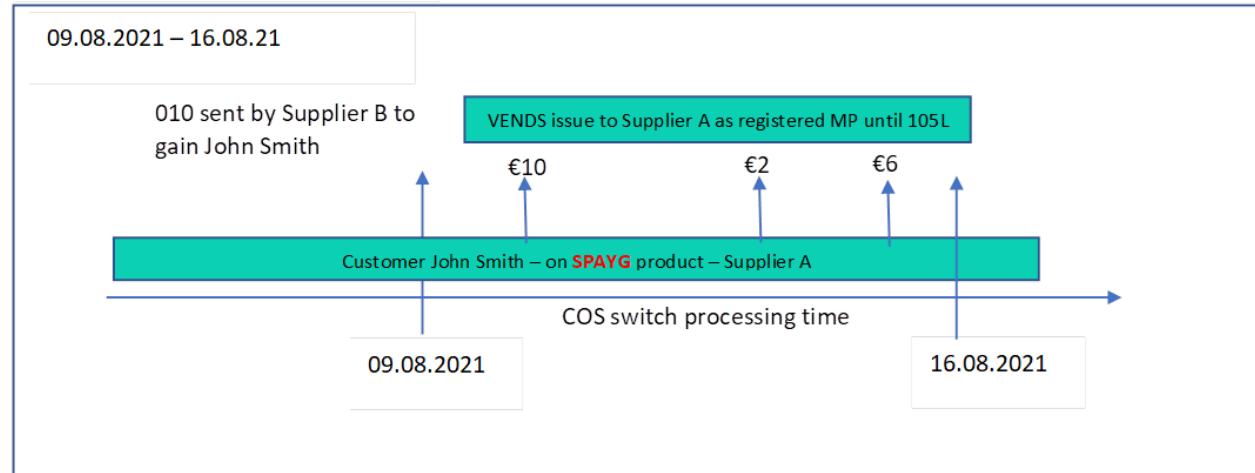 09.08.2021 – 16.08.21
010 sent by Supplier B to
gain John Smith
VENDS issue to Supplier A as registered MP until 105L
€10
€2
€6
Customer John Smith – on SPAYG product – Supplier A
COS switch processing time
09.08.2021
16.08.2021